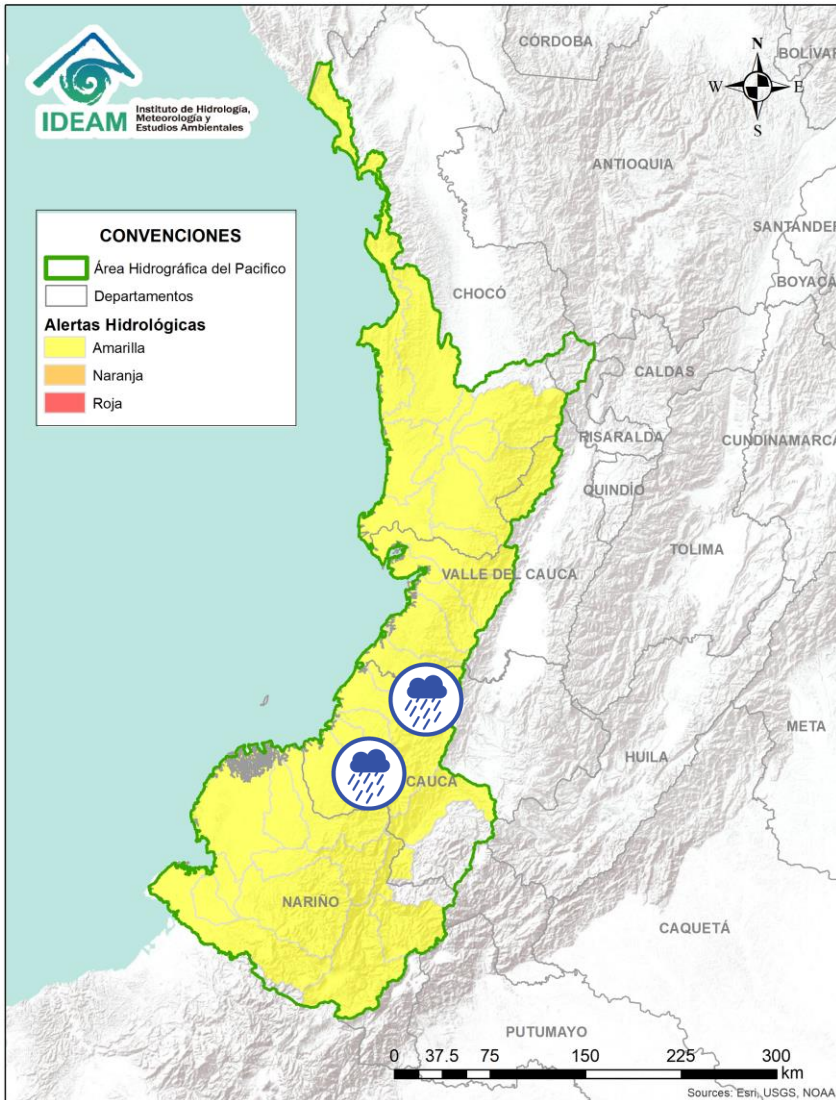 IDEAM
Instituto de Hidrología,
Meteorología y
Estudios Ambientales
CÓRDOBA
BOLÍVAR
N
W
E
S
ANTIOQUIA
SANTANDER
BOYACÁ
CONVENCIONES
Área Hidrográfica del Pacifico
Departamentos
Alertas Hidrológicas
Amarilla
Naranja
Roja
CHOCÓ
CALDAS
RISARALDA
CUNDINAMARCA
QUINDÍO
TOLIMA
VALLE DEL CAUCA
META
HUILA
CAUCA
NARIÑO
CAQUETÁ
PUTUMAYO
0 37.5 75 150 225 300
km
Sources: Esri, USGS, NOAA